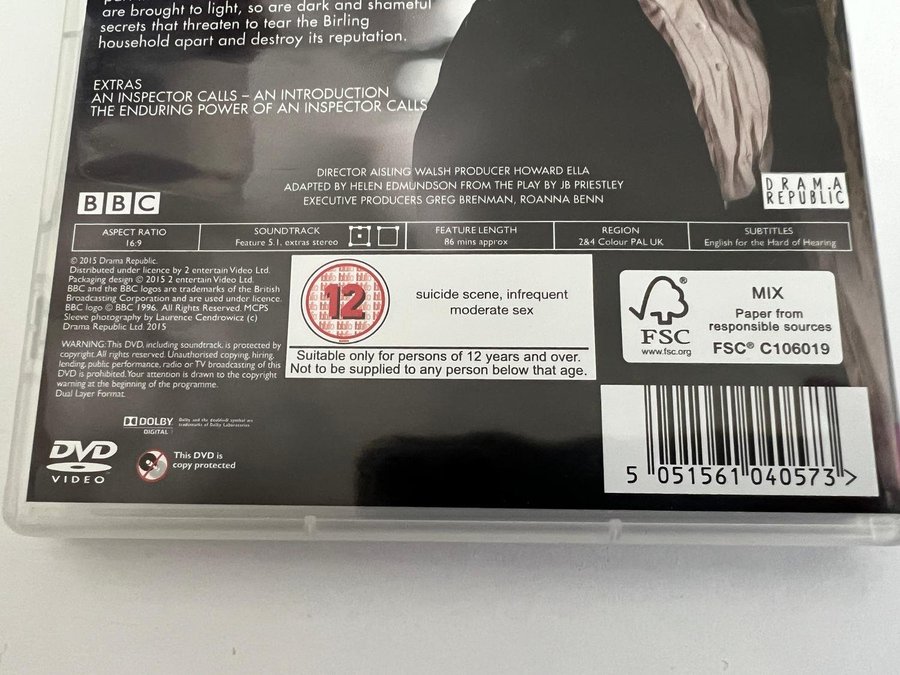 are brought to light, so are dark and shameful
secrets that threaten to tear the Birling
household apart and destroy its reputation.
EXTRAS
AN INSPECTOR CALLS – AN INTRODUCTION
THE ENDURING POWER OF AN INSPECTOR CALLS
DIRECTOR AISLING WALSH PRODUCER HOWARD ELLA
ADAPTED BY HELEN EDMUNDSON FROM THE PLAY BY JB PRIESTLEY
EXECUTIVE PRODUCERS GREG BRENMAN, ROANNA BENN
BBC
DRAMA
REPUBLIC
ASPECT RATIO
16:9
SOUNDTRACK
Feature 5.1, extras stereo
FEATURE LENGTH
86 mins approx
REGION
2&4 Colour PAL UK
SUBTITLES
English for the Hard of Hearing
© 2015 Drama Republic.
Distributed under licence by 2 entertain Video Ltd.
Packaging design © 2015 2 entertain Video Ltd.
BBC and the BBC logos are trademarks of the British
Broadcasting Corporation and are used under licence.
BBC logo © BBC 1996. All Rights Reserved. MCPS
Sleeve photography by Laurence Cendrowicz (c)
Drama Republic Ltd. 2015
WARNING: This DVD, including soundtrack, is protected by
copyright. All rights reserved. Unauthorised copying, hiring,
lending, public performance, radio or TV broadcasting of this
DVD is prohibited. Your attention is drawn to the copyright
warning at the beginning of the programme.
Dual Layer Format.
12
suicide scene, infrequent
moderate sex
Suitable only for persons of 12 years and over.
Not to be supplied to any person below that age.
FSC
www.fsc.org
MIX
Paper from
responsible sources
FSC® C106019
DOLBY
DIGITAL
Dolby and the double-D symbol are
trademarks of Dolby Laboratories
DVD
VIDEO
This DVD is
copy protected
5 051561 040573 >